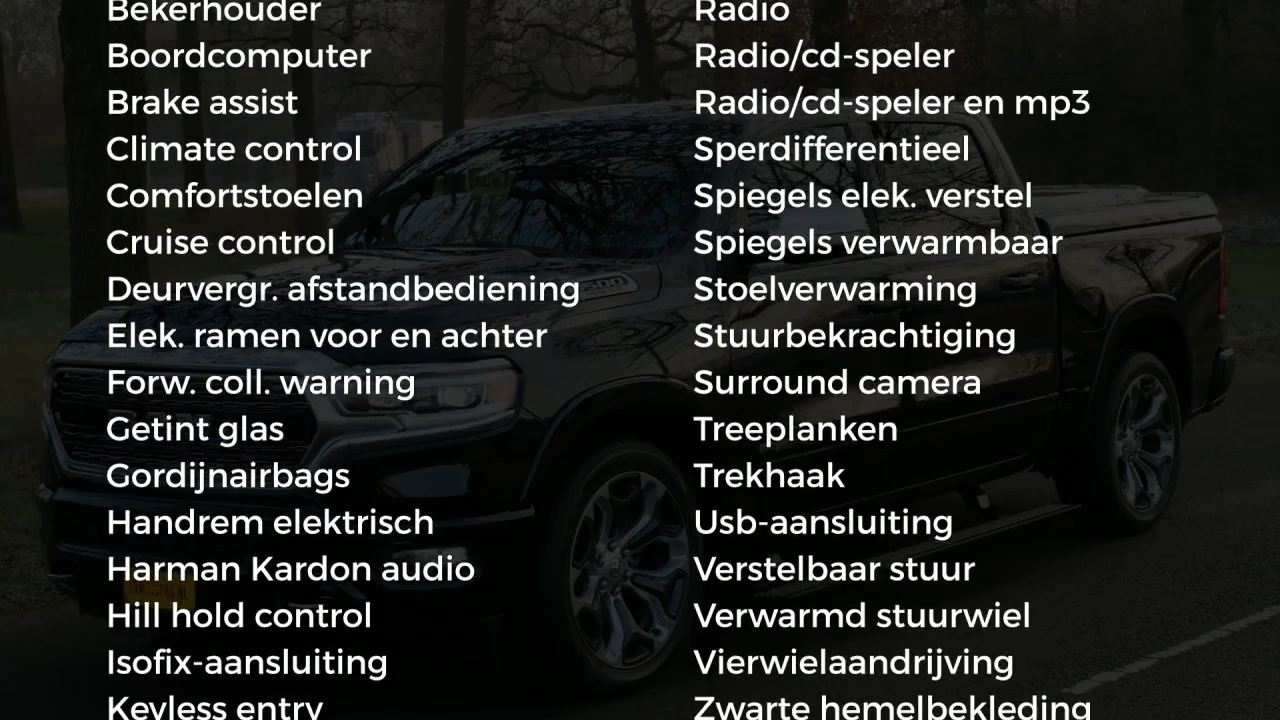 Bekerhouder
Boordcomputer
Brake assist
Climate control
Comfortstoelen
Cruise control
Deurvergr. afstandbediening
Elek. ramen voor en achter
Forw. coll. warning
Getint glas
Gordijnairbags
Handrem elektrisch
Harman Kardon audio
Hill hold control
Isofix-aansluiting
Keyless entry
Radio
Radio/cd-speler
Radio/cd-speler en mp3
Sperdifferentieel
Spiegels elek. verstel
Spiegels verwarmbaar
Stoelverwarming
Stuurbekrachtiging
Surround camera
Treeplanken
Trekhaak
Usb-aansluiting
Verstelbaar stuur
Verwarmd stuurwiel
Vierwielaandrijving
Zwarte hemelbekleding